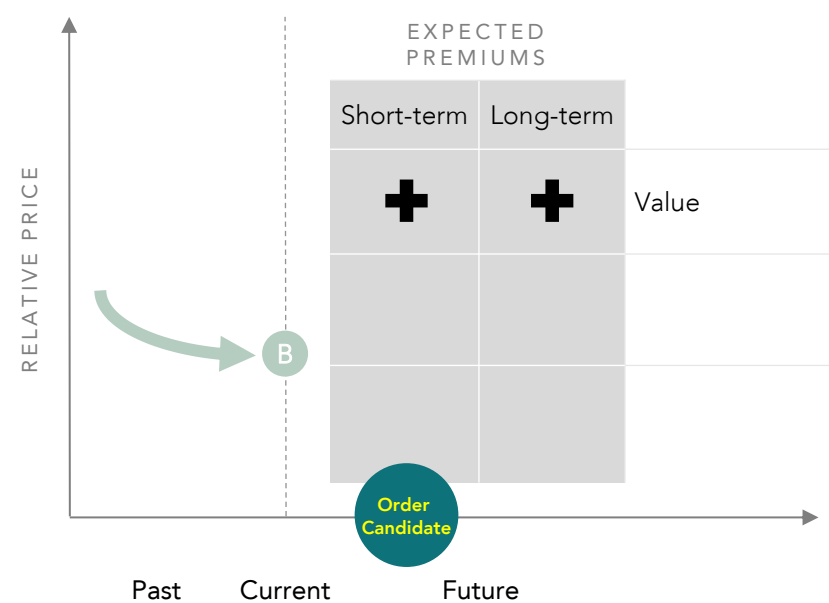 EXPECTED
PREMIUMS
Short-term
Long-term
Value
RELATIVE PRICE
B
Order
Candidate
Past
Current
Future